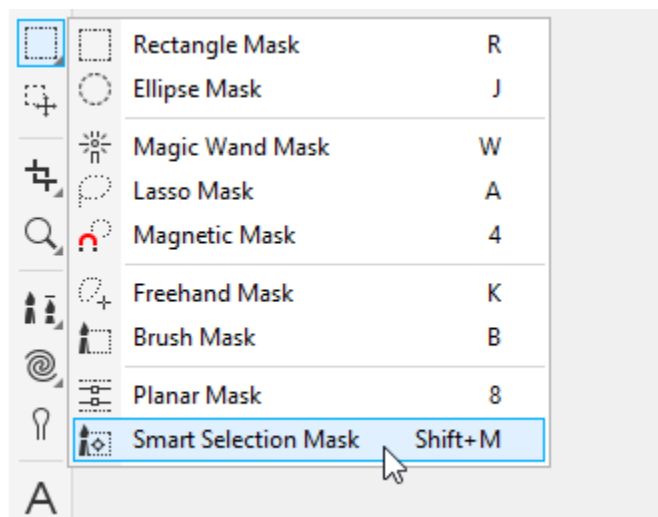 Rectangle Mask R
Ellipse Mask J
Magic Wand Mask W
Lasso Mask A
Magnetic Mask 4
Freehand Mask K
Brush Mask B
Planar Mask 8
Smart Selection Mask Shift+M
A